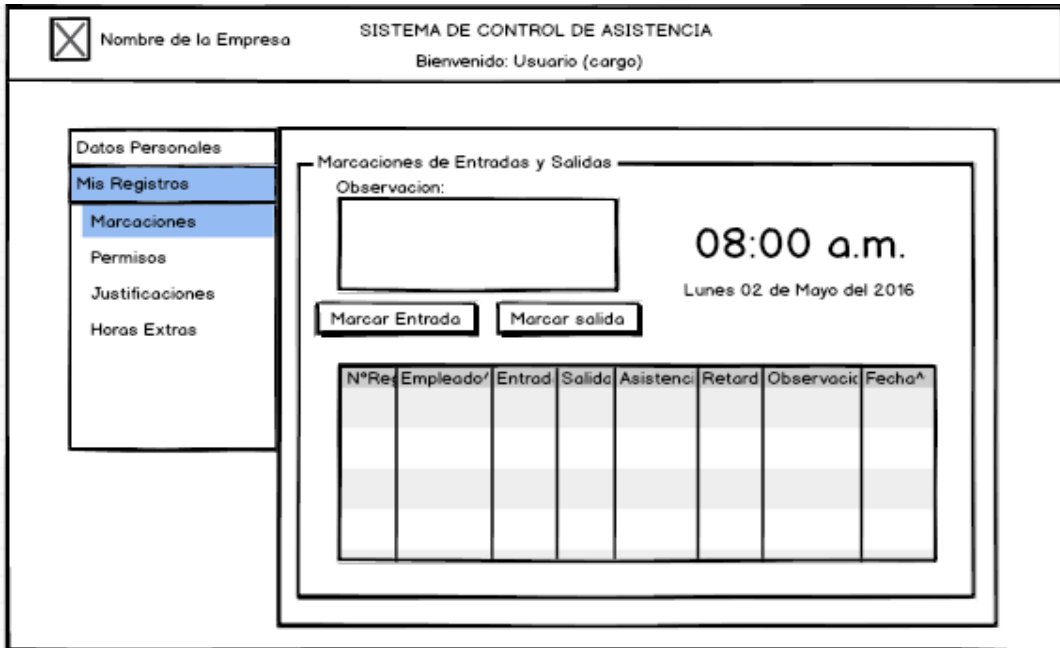 Nombre de la Empresa
SISTEMA DE CONTROL DE ASISTENCIA
Bienvenido: Usuario (cargo)
Datos Personales
Mis Registros
Marcaciones
Permisos
Justificaciones
Horas Extras
Marcaciones de Entradas y Salidas
Observacion:
08:00 a.m.
Lunes 02 de Mayo del 2016
Marcar Entrada
Marcar salida
N°Reg Empleado^ Entrad Salida Asistenci Retard Observacic Fecha^